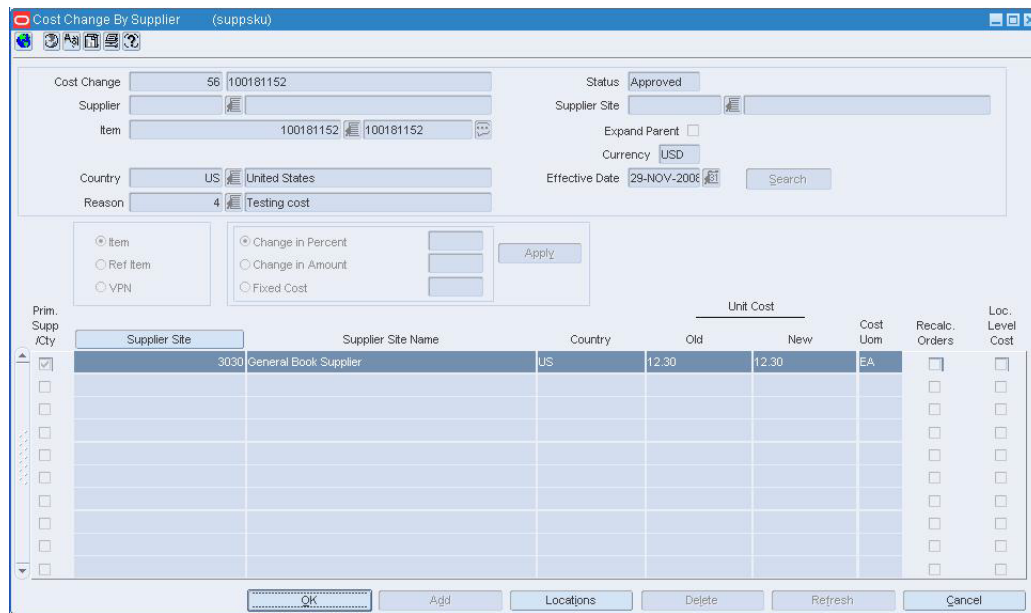 Cost Change By Supplier (suppsku)
Cost Change 56 100181152 Status Approved
Supplier Supplier Site
Item 100181152 100181152 Expand Parent
Currency USD
Country US United States Effective Date 29-NOV-2008 Search
Reason 4 Testing cost
Item Change in Percent Apply
Ref Item Change in Amount
VPN Fixed Cost
Prim. Supp /Cty Supplier Site Supplier Site Name Country Unit Cost Old New Cost Uom Recalc. Orders Loc. Level Cost
3030 General Book Supplier US 12.30 12.30 EA
OK Add Locations Delete Refresh Cancel